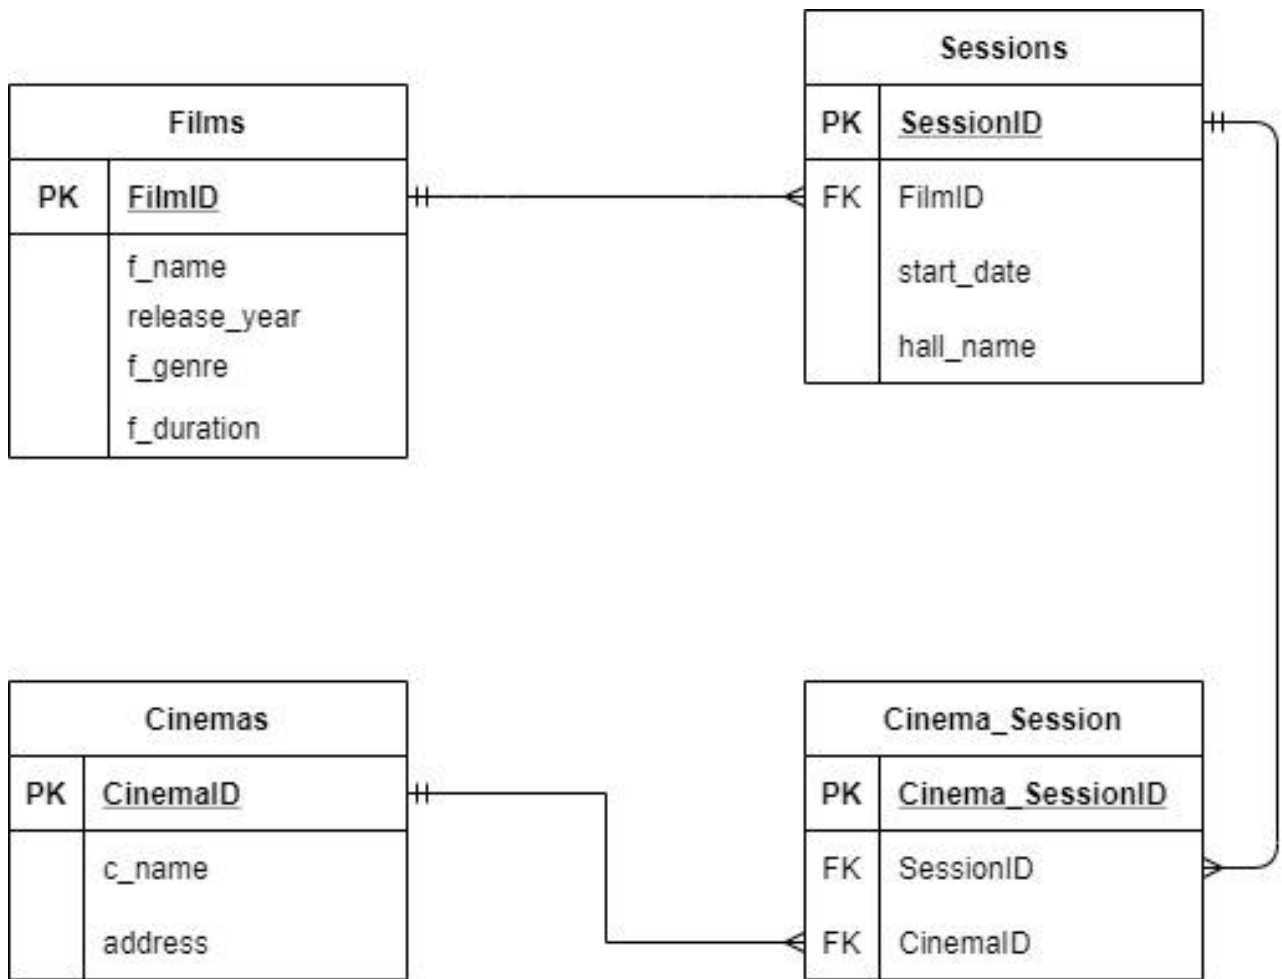 Films
PK FilmID
f_name
release_year
f_genre
f_duration
Sessions
PK SessionID
FK FilmID
start_date
hall_name
Cinemas
PK CinemaID
c_name
address
Cinema_Session
PK Cinema_SessionID
FK SessionID
FK CinemaID